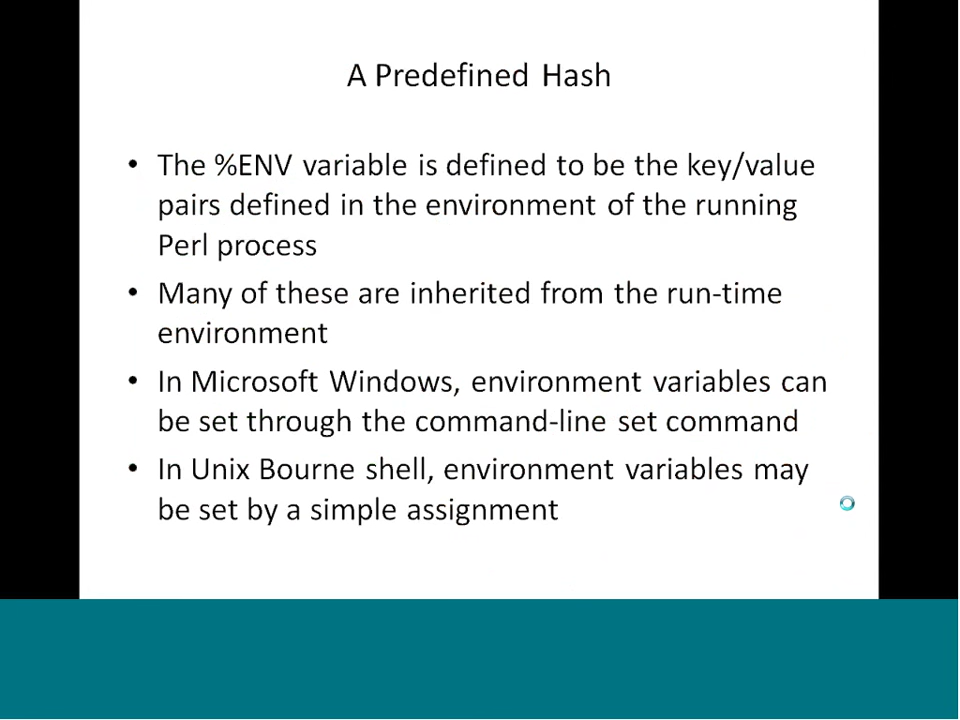 A Predefined Hash
• The %ENV variable is defined to be the key/value
pairs defined in the environment of the running
Perl process
• Many of these are inherited from the run-time
environment
• In Microsoft Windows, environment variables can
be set through the command-line set command
• In Unix Bourne shell, environment variables may
be set by a simple assignment